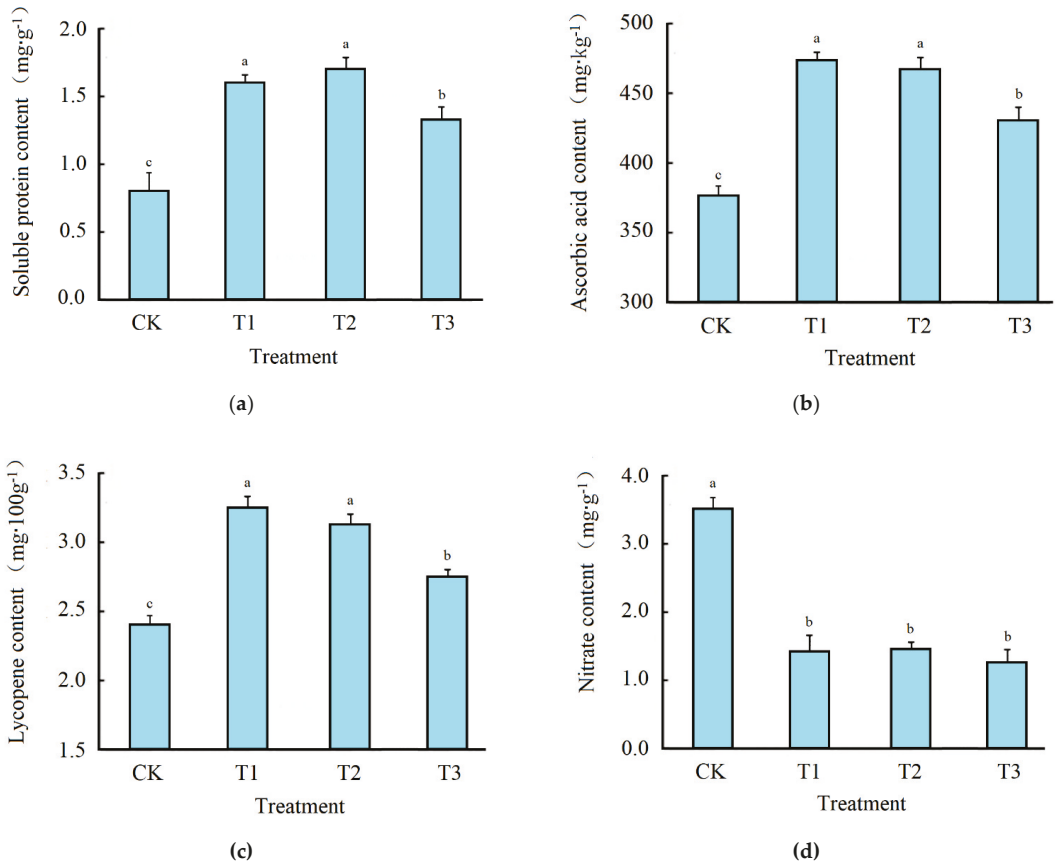 Soluble protein content（mg·g⁻¹）
2.0
1.5
1.0
0.5
0.0
c
a
a
b
CK T1 T2 T3
Treatment
(a)
Ascorbic acid content（mg·kg⁻¹）
500
450
400
350
300
c
a
a
b
CK T1 T2 T3
Treatment
(b)
Lycopene content（mg·100g⁻¹）
3.5
3.0
2.5
2.0
1.5
c
a
a
b
CK T1 T2 T3
Treatment
(c)
Nitrate content（mg·g⁻¹）
4.0
3.0
2.0
1.0
0.0
a
b
b
b
CK T1 T2 T3
Treatment
(d)